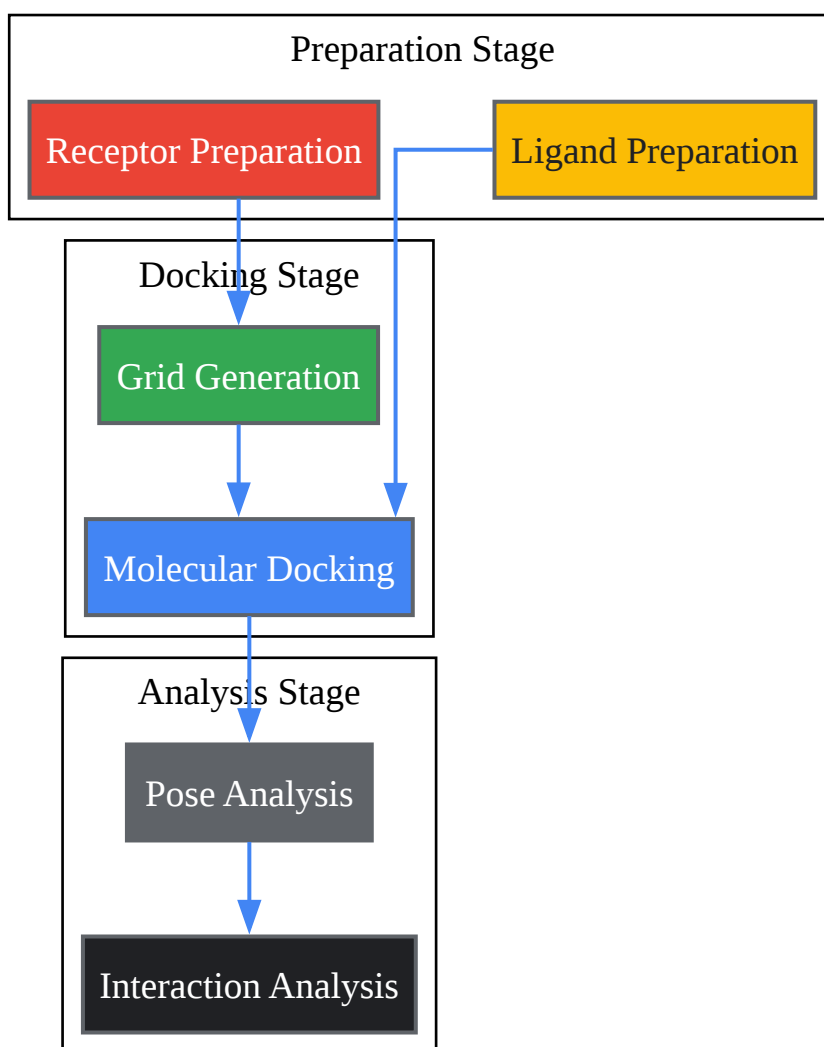 Preparation Stage
Receptor Preparation
Ligand Preparation
Docking Stage
Grid Generation
Molecular Docking
Analysis Stage
Pose Analysis
Interaction Analysis